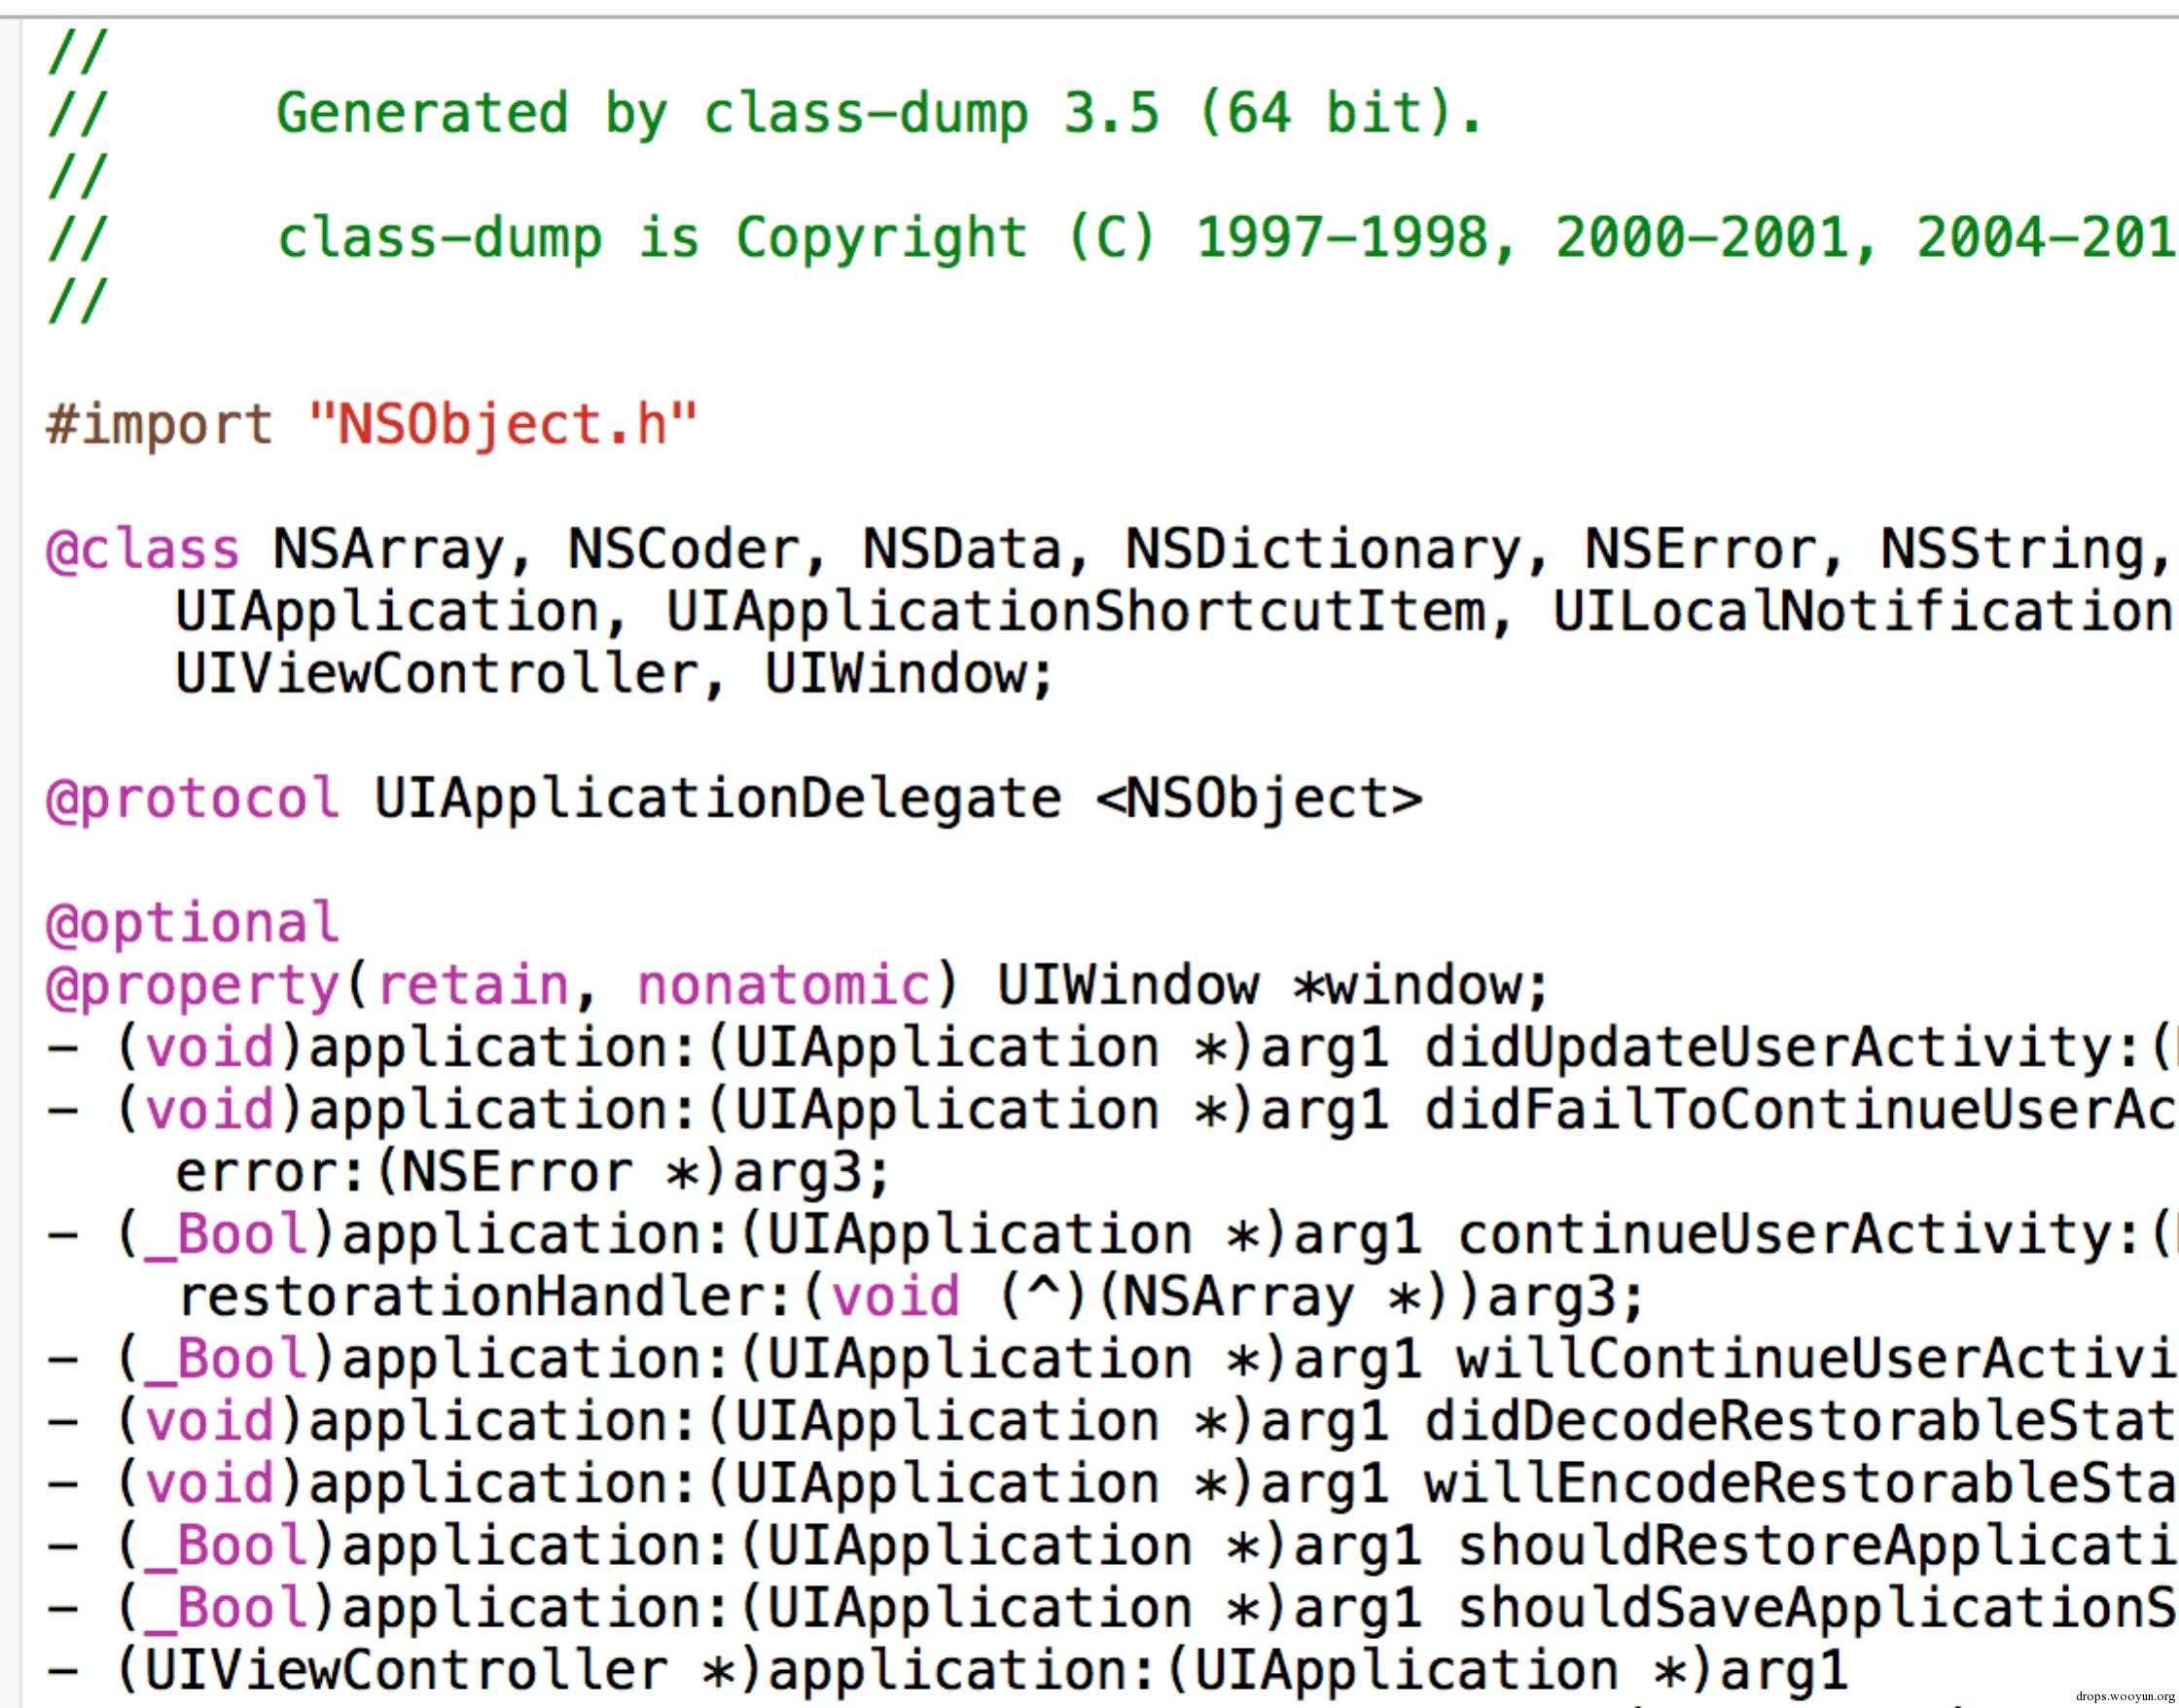 //
// Generated by class-dump 3.5 (64 bit).
//
// class-dump is Copyright (C) 1997-1998, 2000-2001, 2004-201
//
#import "NSObject.h"
@class NSArray, NSCoder, NSData, NSDictionary, NSError, NSString,
UIApplication, UIApplicationShortcutItem, UILocalNotification
UIViewController, UIWindow;
@protocol UIApplicationDelegate <NSObject>
@optional
@property(retain, nonatomic) UIWindow *window;
- (void)application:(UIApplication *)arg1 didUpdateUserActivity:(
- (void)application:(UIApplication *)arg1 didFailToContinueUserAc
error:(NSError *)arg3;
- (_Bool)application:(UIApplication *)arg1 continueUserActivity:(
restorationHandler:(void (^)(NSArray *))arg3;
- (_Bool)application:(UIApplication *)arg1 willContinueUserActivi
- (void)application:(UIApplication *)arg1 didDecodeRestorableStat
- (void)application:(UIApplication *)arg1 willEncodeRestorableSta
- (_Bool)application:(UIApplication *)arg1 shouldRestoreApplicati
- (_Bool)application:(UIApplication *)arg1 shouldSaveApplicationS
- (UIViewController *)application:(UIApplication *)arg1
drops.wooyun.org